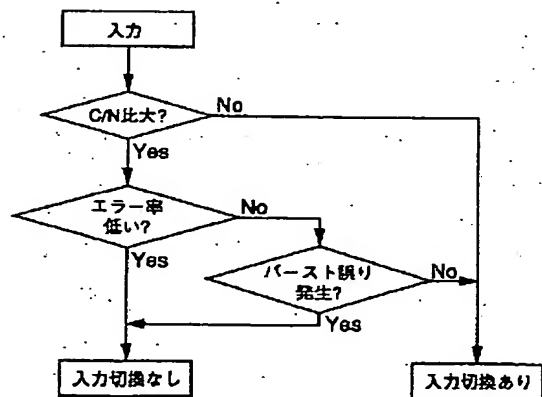 入力
C/N比大?
No
Yes
エラー率
低い?
No
Yes
バースト誤り
発生?
No
Yes
入力切換なし
入力切換あり